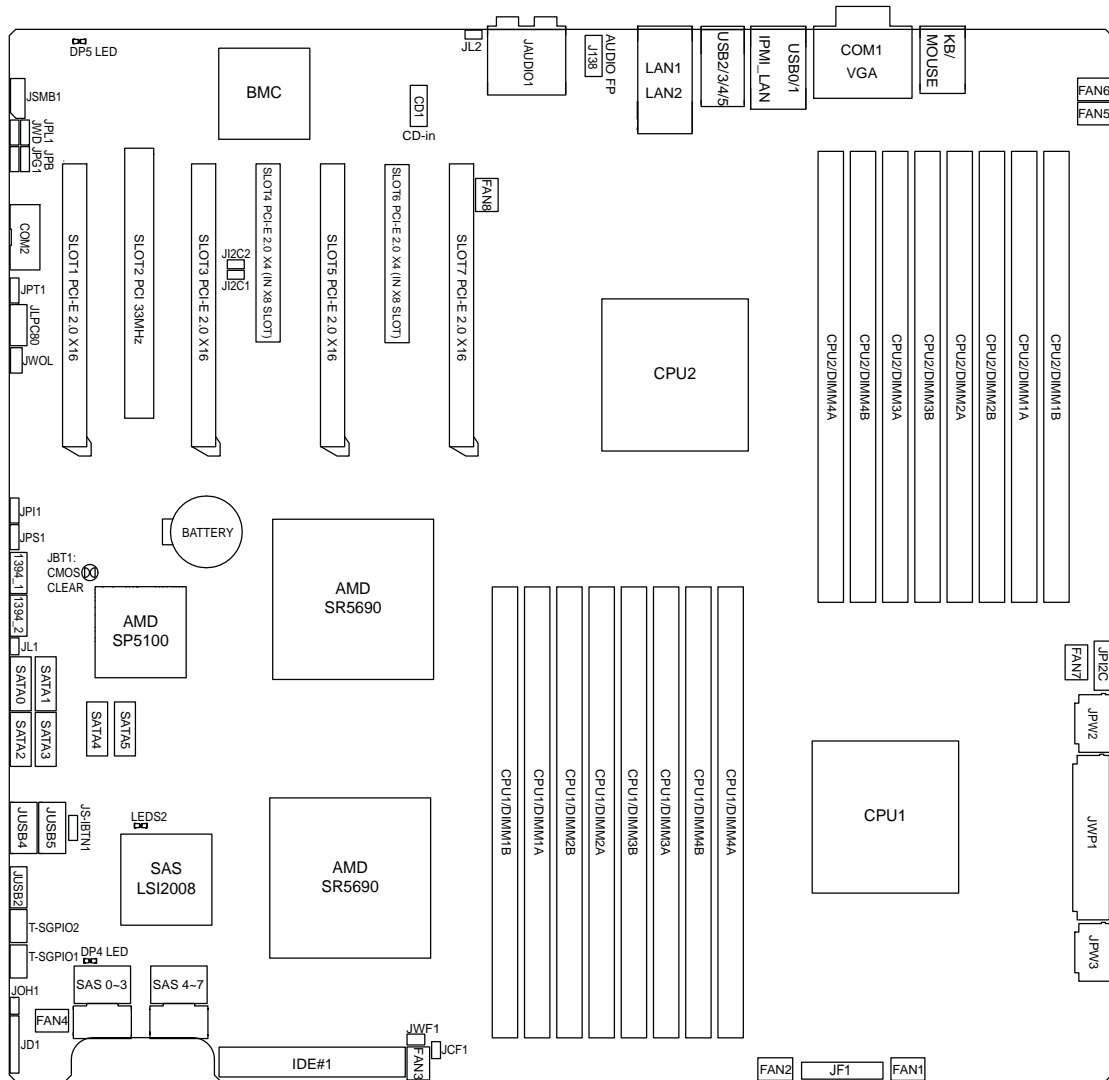 DP5 LED
JL2
JAUDIO1
J138
AUDIO FP
LAN1
LAN2
USB2/3/4/5
IPMI_LAN
USB0/1
COM1
VGA
KB/
MOUSE
FAN6
FAN5
JSMB1
BMC
CD1
CD-in
JPL1
JWD
JPB
JPG1
COM2
JPT1
JLPC80
JWOL
SLOT1 PCI-E 2.0 X16
SLOT2 PCI 33MHz
SLOT3 PCI-E 2.0 X16
JI2C2
JI2C1
SLOT4 PCI-E 2.0 X4 (IN X8 SLOT)
SLOT5 PCI-E 2.0 X16
SLOT6 PCI-E 2.0 X4 (IN X8 SLOT)
SLOT7 PCI-E 2.0 X16
FAN8
CPU2
CPU2/DIMM4A
CPU2/DIMM4B
CPU2/DIMM3A
CPU2/DIMM3B
CPU2/DIMM2A
CPU2/DIMM2B
CPU2/DIMM1A
CPU2/DIMM1B
JPI1
JPS1
BATTERY
JBT1:
CMOS
CLEAR
1394_1
1394_2
AMD
SP5100
AMD
SR5690
JL1
SATA0
SATA1
SATA2
SATA3
SATA4
SATA5
FAN7
JPI2C
JPW2
JWP1
JPW3
CPU1/DIMM1B
CPU1/DIMM1A
CPU1/DIMM2B
CPU1/DIMM2A
CPU1/DIMM3B
CPU1/DIMM3A
CPU1/DIMM4B
CPU1/DIMM4A
CPU1
JUSB4
JUSB5
JS-IBTN1
LEDS2
SAS
LSI2008
AMD
SR5690
JUSB2
T-SGPIO2
T-SGPIO1
DP4 LED
SAS 0~3
SAS 4~7
JOH1
FAN4
JD1
IDE#1
JWF1
FAN3
JCF1
FAN2
JF1
FAN1